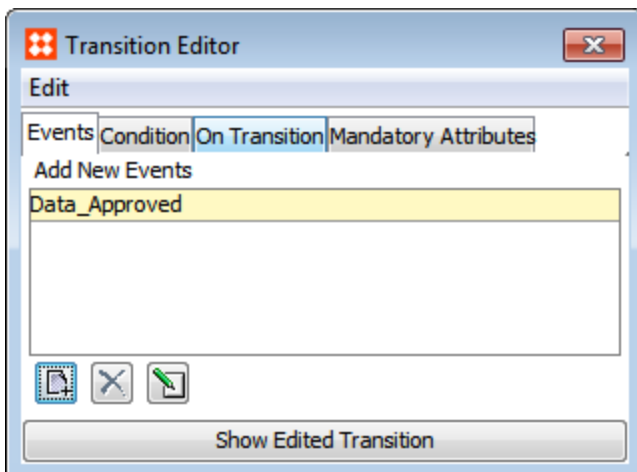 Transition Editor
Edit
Events Condition On Transition Mandatory Attributes
Add New Events
Data_Approved
Show Edited Transition